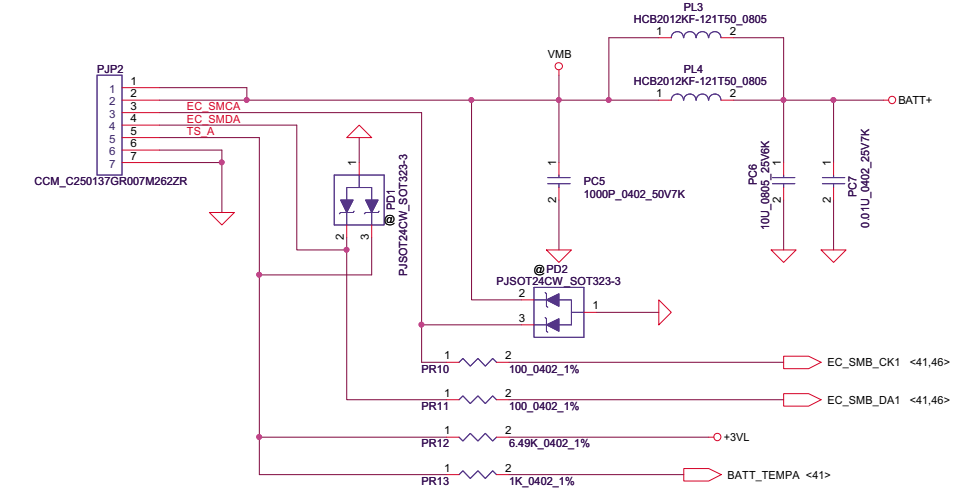 PL3
HCB2012KF-121T50_0805
1 2
VMB
PL4
HCB2012KF-121T50_0805
1 2
BATT+
PJP2
1 1
2 2
3 3 EC_SMCA
4 4 EC_SMDA
5 5 TS_A
6 6
7 7
CCM_C250137GR007M262ZR
1
2
3
@ PD1
PJSOT24CW_SOT323-3
1
2
PC5
1000P_0402_50V7K
1
2
PC6
10U_0805_25V6K
1
2
PC7
0.01U_0402_25V7K
@ PD2
PJSOT24CW_SOT323-3
2
3
1
1 2
PR10 100_0402_1%
EC_SMB_CK1 <41,46>
1 2
PR11 100_0402_1%
EC_SMB_DA1 <41,46>
1 2
PR12 6.49K_0402_1%
+3VL
1 2
PR13 1K_0402_1%
BATT_TEMPA <41>